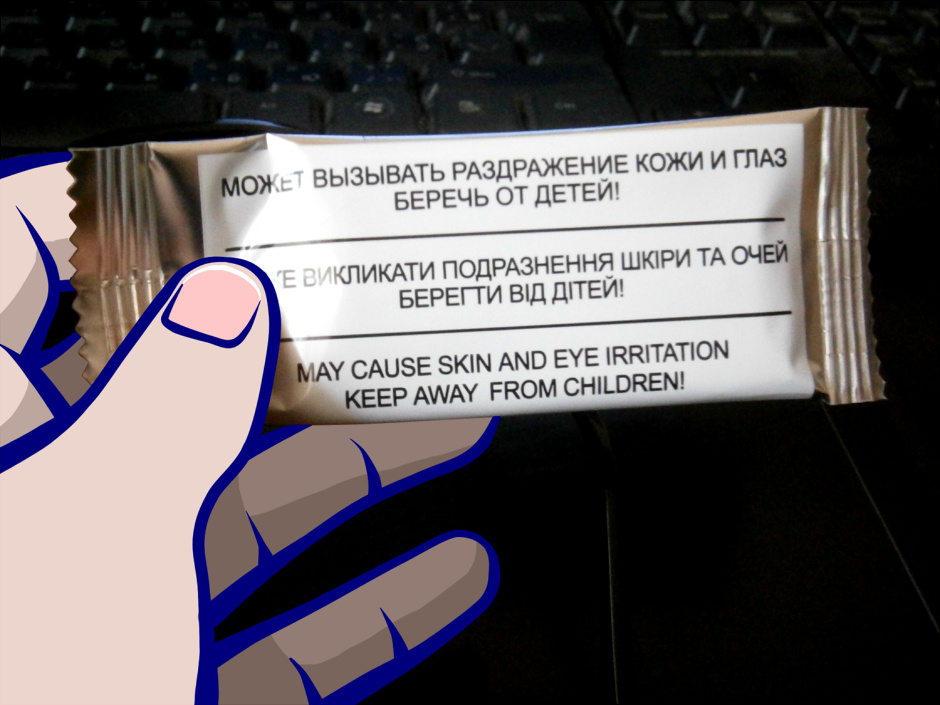 МОЖЕТ ВЫЗЫВАТЬ РАЗДРАЖЕНИЕ КОЖИ И ГЛАЗ
БЕРЕЧЬ ОТ ДЕТЕЙ!
ВИКЛИКАТИ ПОДРАЗНЕННЯ ШКІРИ ТА ОЧЕЙ
БЕРЕГТИ ВІД ДІТЕЙ!
MAY CAUSE SKIN AND EYE IRRITATION
KEEP AWAY FROM CHILDREN!